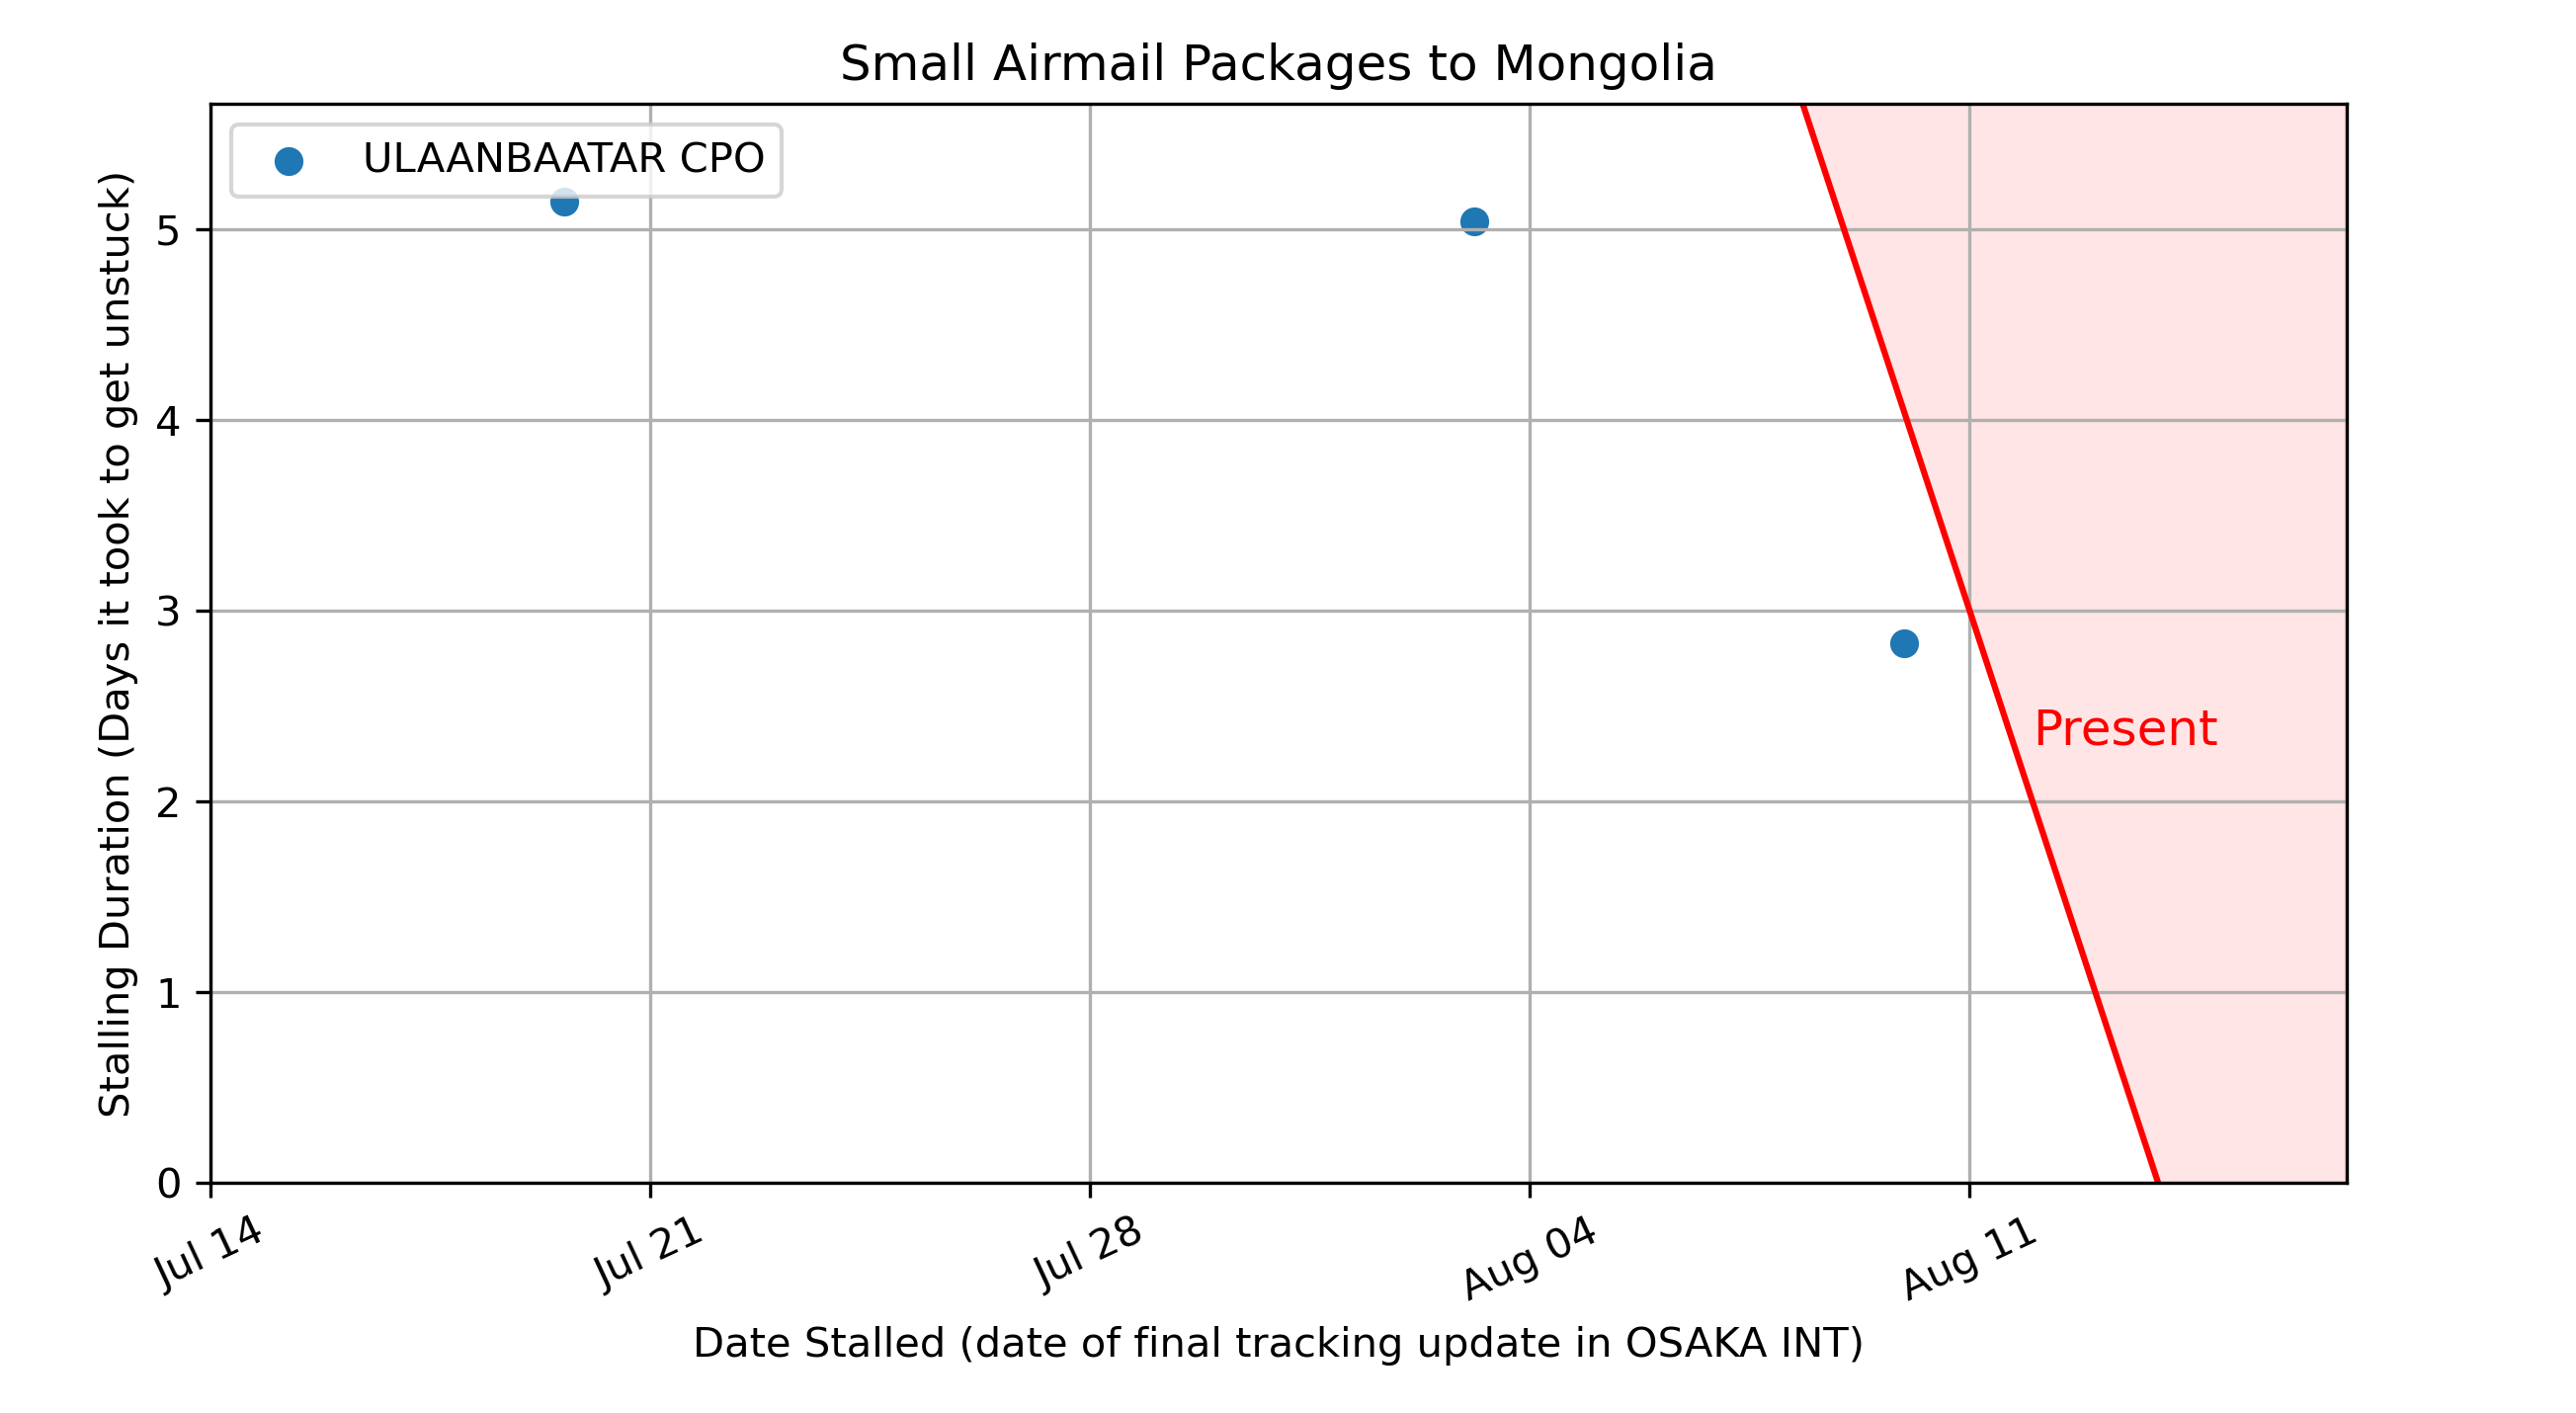 Small Airmail Packages to Mongolia
ULAANBAATAR CPO
Stalling Duration (Days it took to get unstuck)
5
4
3
2
1
0
Present
Jul 14
Jul 21
Jul 28
Aug 04
Aug 11
Date Stalled (date of final tracking update in OSAKA INT)